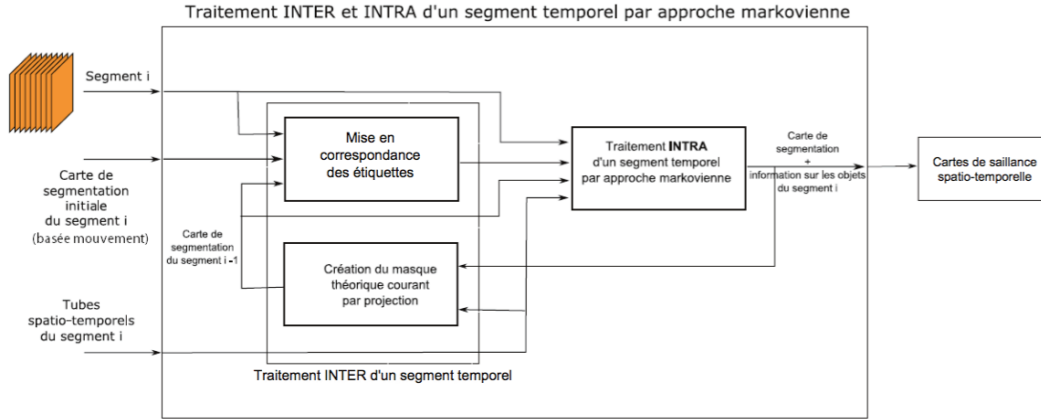 Traitement INTER et INTRA d'un segment temporel par approche markovienne
Segment i
Carte de
segmentation
initiale
du segment i
(basée mouvement)
Tubes
spatio-temporels
du segment i
Mise en
correspondance
des étiquettes
Carte de
segmentation
du segment i-1
Création du masque
théorique courant
par projection
Traitement INTER d'un segment temporel
Traitement INTRA
d'un segment temporel
par approche markovienne
Carte de
segmentation
+
information sur les objets
du segment i
Cartes de saillance
spatio-temporelle